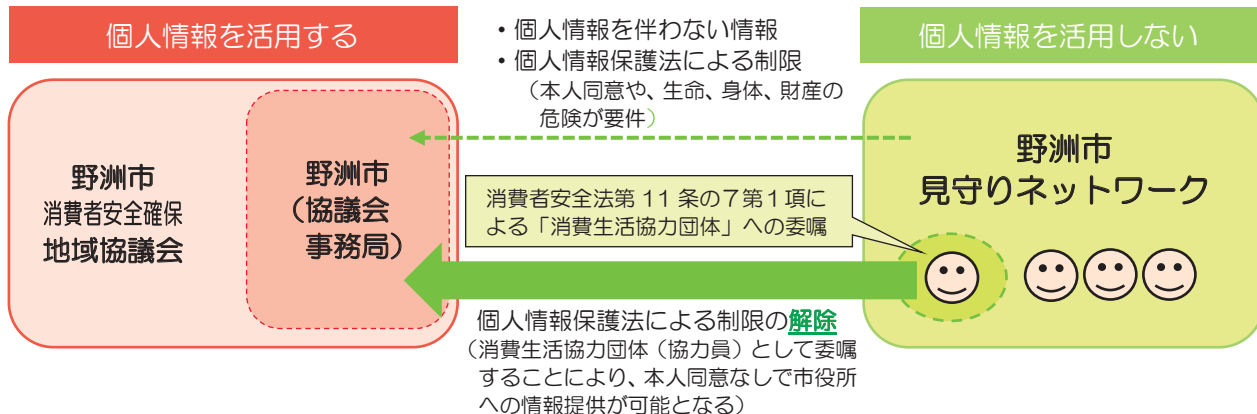 個人情報を活用する
・個人情報を伴わない情報
・個人情報保護法による制限
（本人同意や、生命、身体、財産の
危険が要件）
個人情報を活用しない
野洲市
消費者安全確保
地域協議会
野洲市
（協議会
事務局）
消費者安全法第 11 条の７第１項に
よる「消費生活協力団体」への委嘱
野洲市
見守りネットワーク
個人情報保護法による制限の解除
（消費生活協力団体（協力員）として委嘱
することにより、本人同意なしで市役所
への情報提供が可能となる）